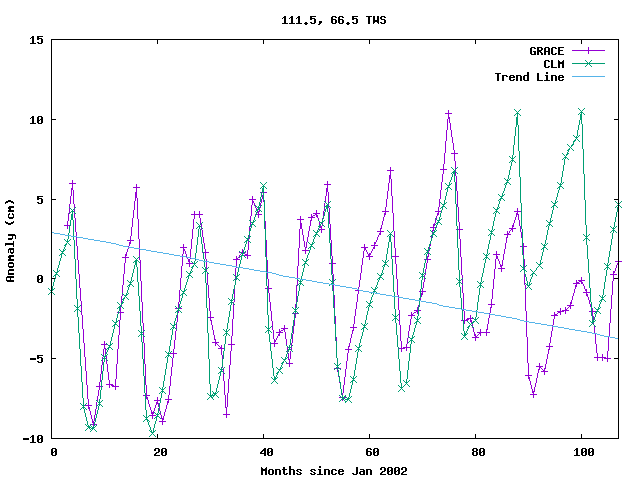 111.5, 66.5 TWS
GRACE
CLM
Trend Line
Anomaly (cm)
15
10
5
0
-5
-10
0 20 40 60 80 100
Months since Jan 2002